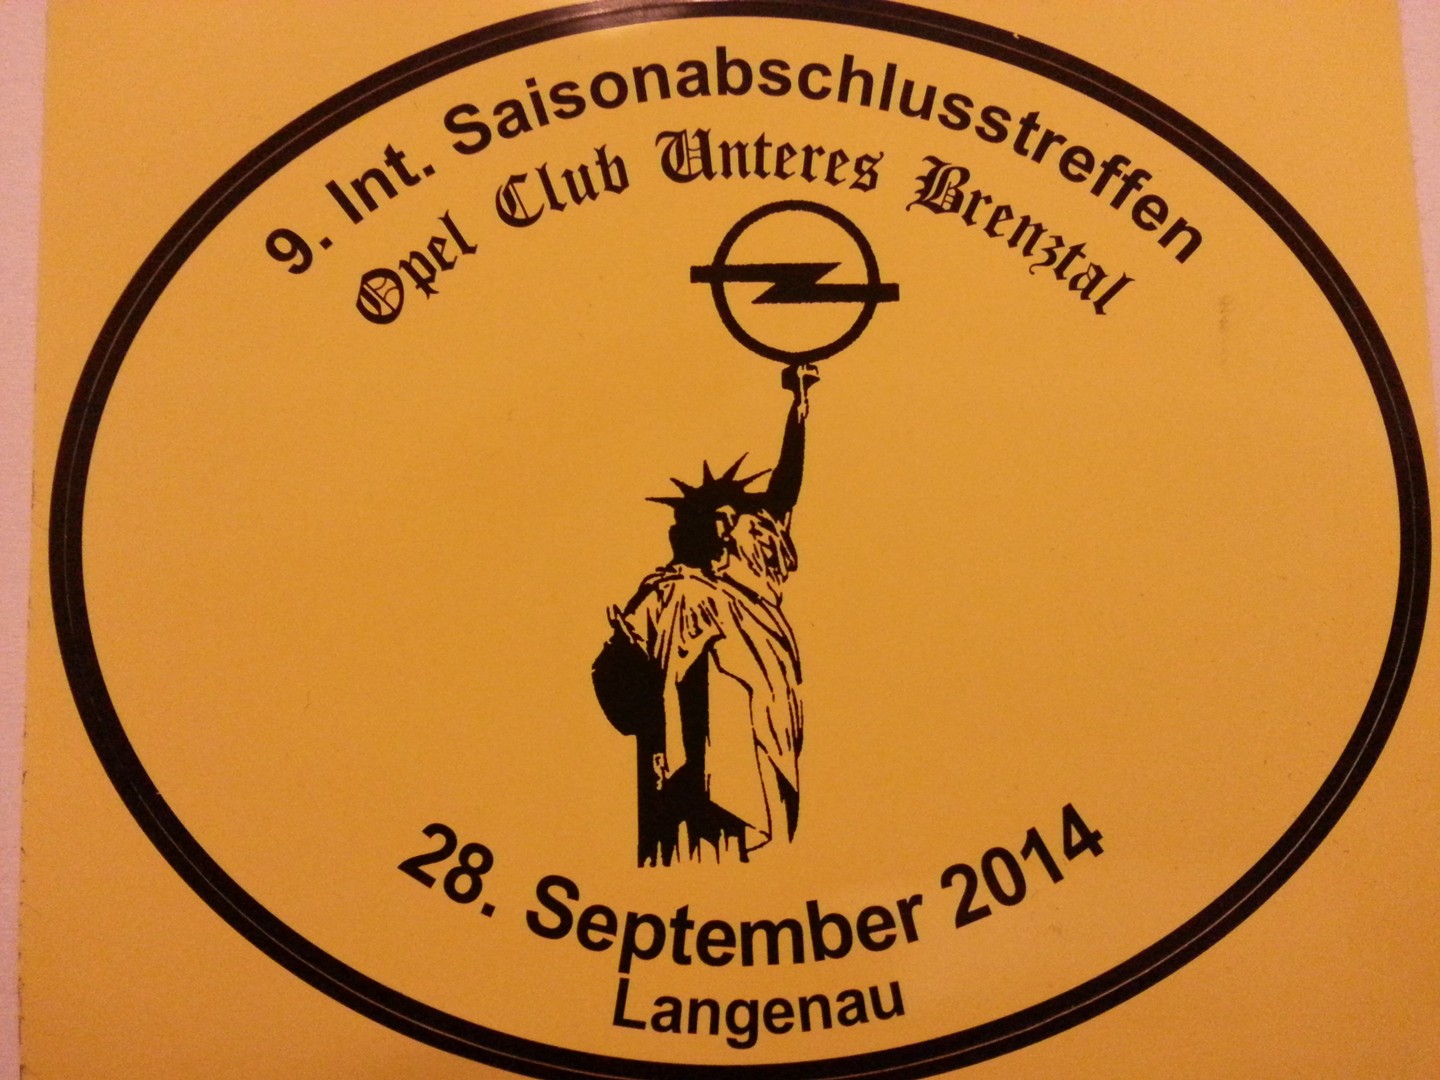 9. Int. Saisonabschlusstreffen
Opel Club Unteres Brenztal
28. September 2014
Langenau